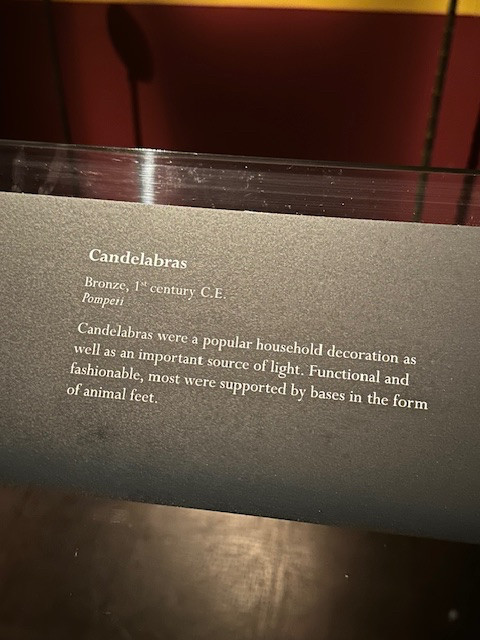 Candelabras
Bronze, 1st century C.E.
Pompeii
Candelabras were a popular household decoration as
well as an important source of light. Functional and
fashionable, most were supported by bases in the form
of animal feet.